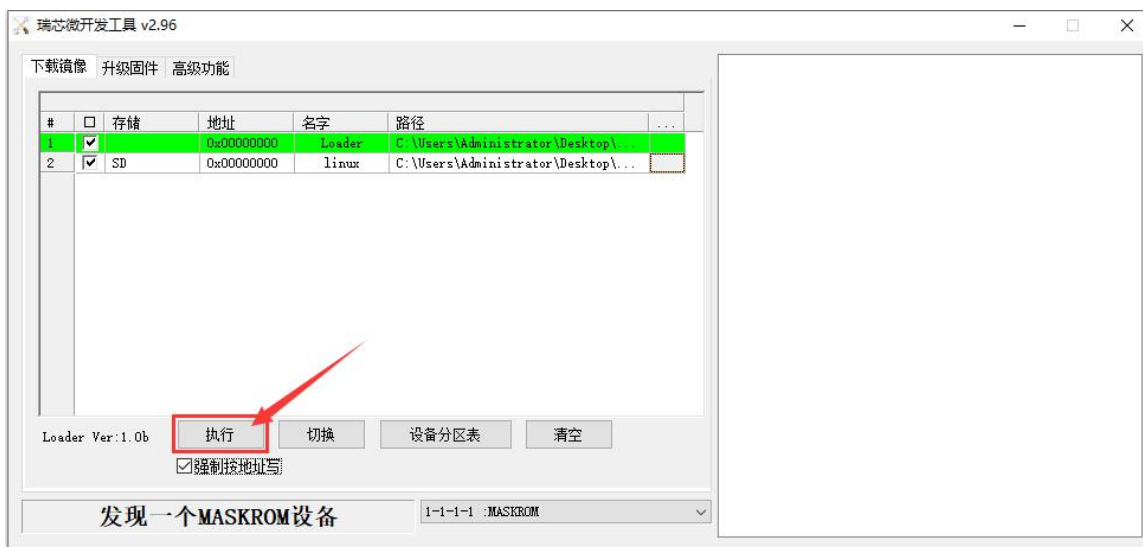 瑞芯微开发工具 v2.96
下载镜像 升级固件 高级功能
# 存储 地址 名字 路径 ...
1 0x00000000 Loader C:\Users\Administrator\Desktop\...
2 SD 0x00000000 linux C:\Users\Administrator\Desktop\...
Loader Ver:1.0b 执行 切换 设备分区表 清空
强制按地址写
发现一个MASKROM设备 1-1-1-1 :MASKROM